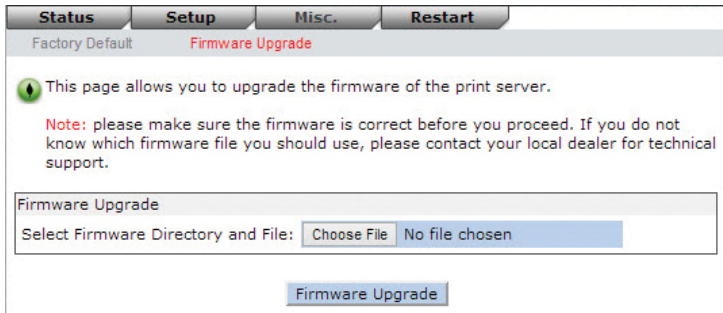 Status Setup Misc. Restart
Factory Default Firmware Upgrade
This page allows you to upgrade the firmware of the print server.
Note: please make sure the firmware is correct before you proceed. If you do not
know which firmware file you should use, please contact your local dealer for technical
support.
Firmware Upgrade
Select Firmware Directory and File: Choose File No file chosen
Firmware Upgrade